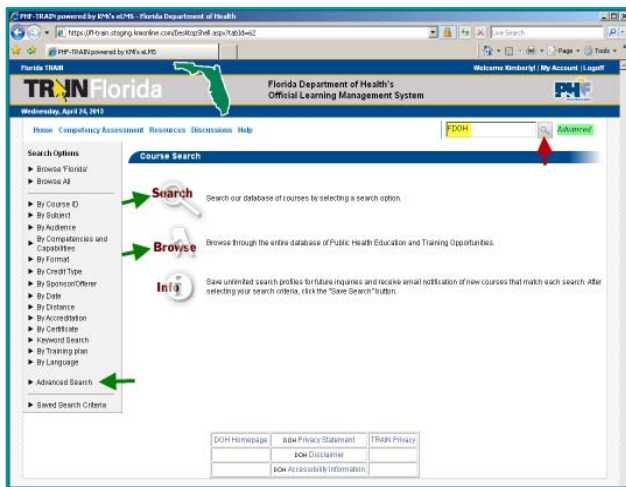 PHF-TRAIN powered by KMI's eLMS - Florida Department of Health
https://fl-train.staging.kmionline.com/DesktopShell.aspx?tabId=62
Live Search
PHF-TRAIN powered by KMI's eLMS
Page
Tools
Florida TRAIN
Welcome Kimberly! | My Account | Logoff
TRAIN Florida
Florida Department of Health's
Official Learning Management System
PHF
Wednesday, April 24, 2013
Home Competency Assessment Resources Discussions Help
FDOH
Advanced
Search Options
Browse 'Florida'
Browse All
By Course ID
By Subject
By Audience
By Competencies and
Capabilities
By Format
By Credit Type
By Sponsor/Offerer
By Date
By Distance
By Accreditation
By Certificate
Keyword Search
By Training plan
By Language
Advanced Search
Saved Search Criteria
Course Search
Search
Search our database of courses by selecting a search option.
Browse
Browse through the entire database of Public Health Education and Training Opportunities.
Info
Save unlimited search profiles for future inquiries and receive email notification of new courses that match each search. After
selecting your search criteria, click the "Save Search" button.
DOH Homepage DOH Privacy Statement TRAIN Privacy
DOH Disclaimer
DOH Accessibility Information